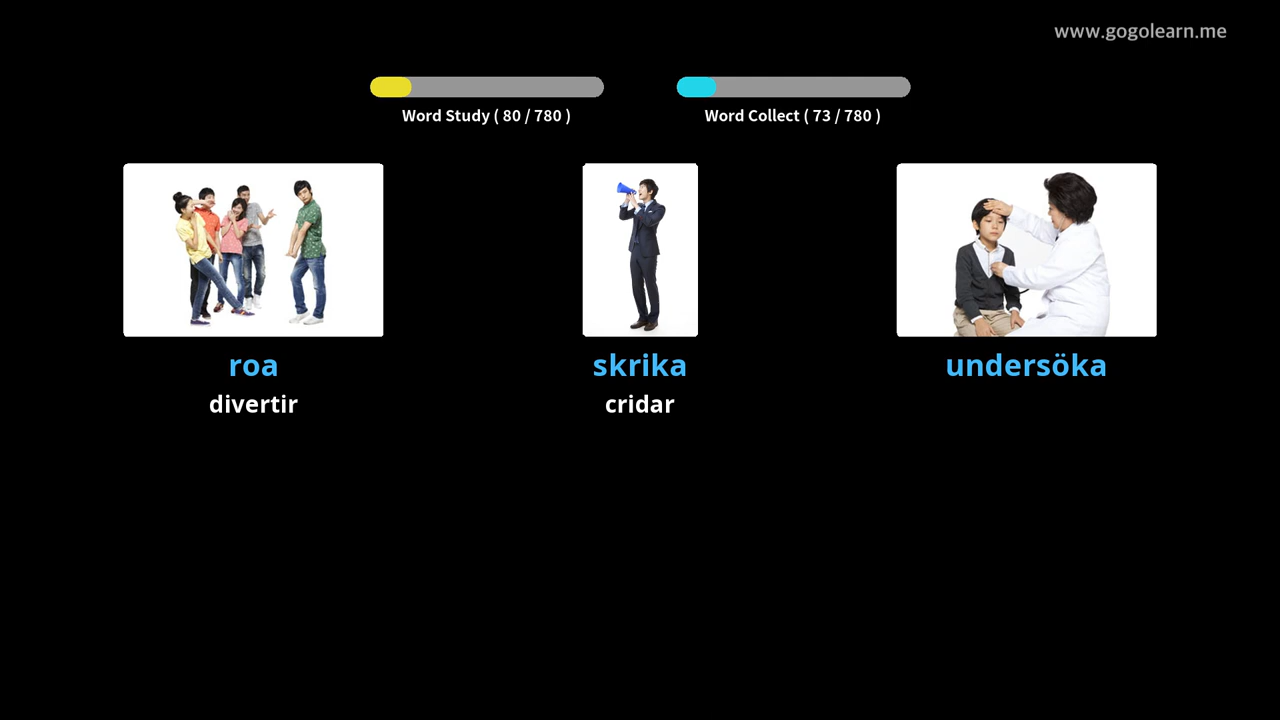 www.gogolearn.me
Word Study ( 80 / 780 )
Word Collect ( 73 / 780 )
roa
skrika
undersöka
divertir
cridar